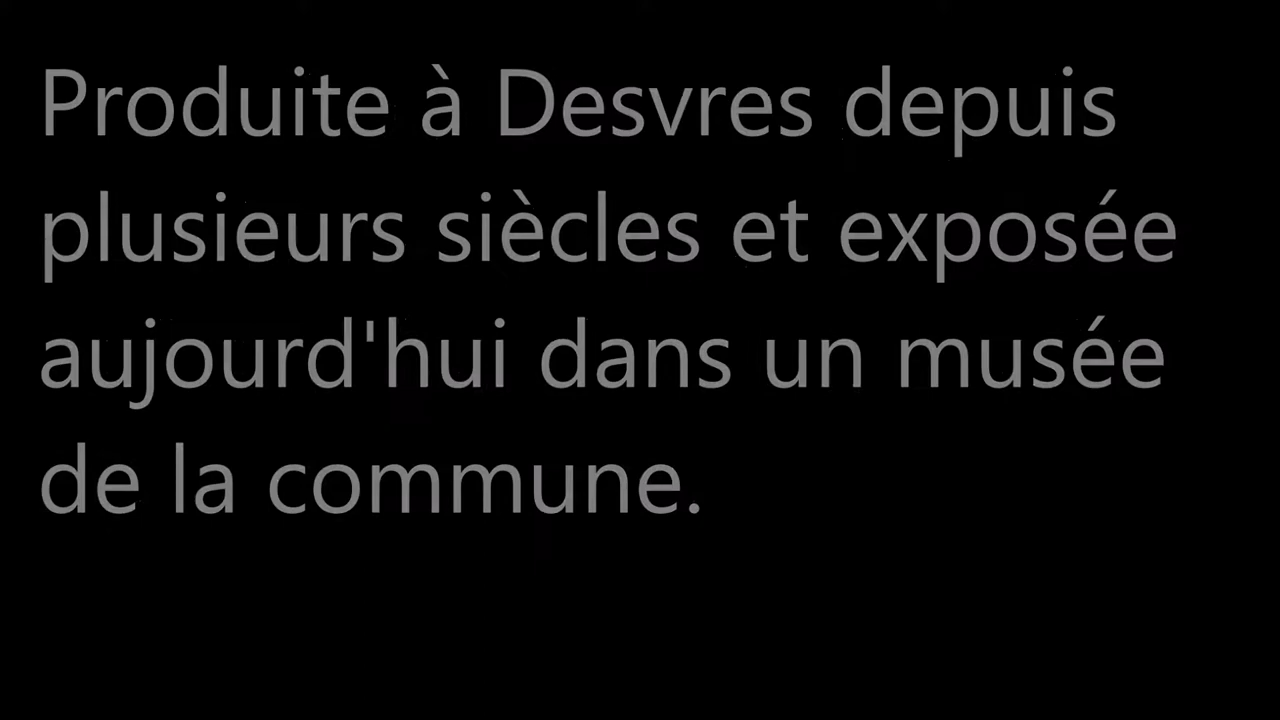 Produite à Desvres depuis
plusieurs siècles et exposée
aujourd'hui dans un musée
de la commune.